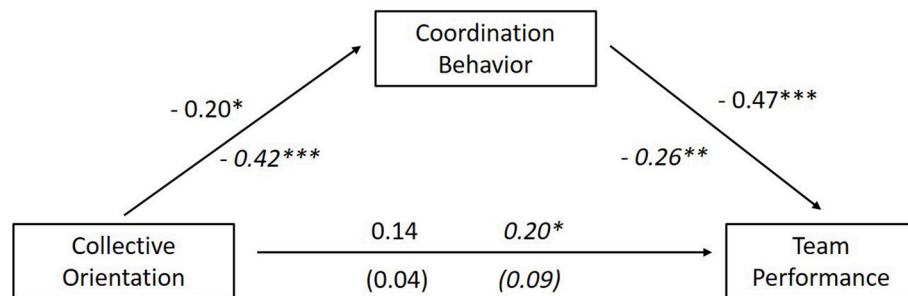 Coordination
Behavior
- 0.20*
- 0.47***
- 0.42***
- 0.26**
Collective
Orientation
0.14 0.20*
(0.04) (0.09)
Team
Performance